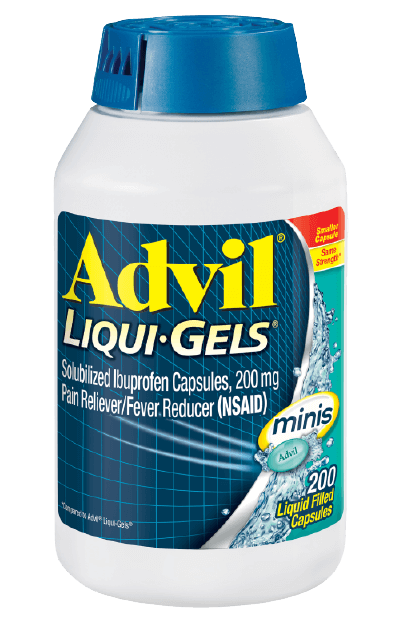 Advil®
LIQUI·GELS®
Solubilized Ibuprofen Capsules, 200 mg
Pain Reliever/Fever Reducer (NSAID)
Smaller
Capsule
Same
Strength*
minis
Advil
200
Liquid Filled
Capsules
*Compared to Advil® Liqui-Gels®